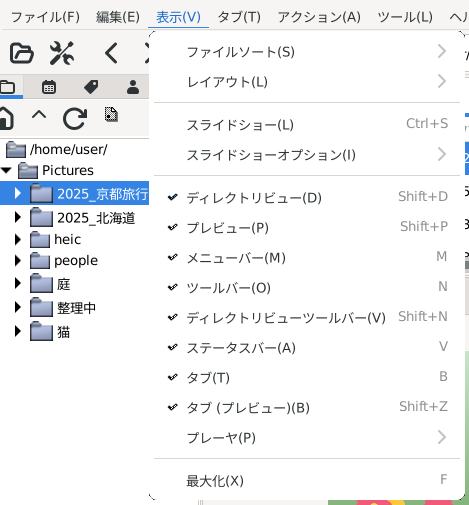 ファイル(F) 編集(E) 表示(V) タブ(T) アクション(A) ツール(L)
/home/user/
Pictures
2025_京都旅行
2025_北海道
heic
people
庭
整理中
猫
ファイルソート(S)
レイアウト(L)
スライドショー(L) Ctrl+S
スライドショーオプション(I)
ディレクトリビュー(D) Shift+D
プレビュー(P) Shift+P
メニューバー(M) M
ツールバー(O) N
ディレクトリビューツールバー(V) Shift+N
ステータスバー(A) V
タブ(T) B
タブ (プレビュー)(B) Shift+Z
プレーヤ(P)
最大化(X) F